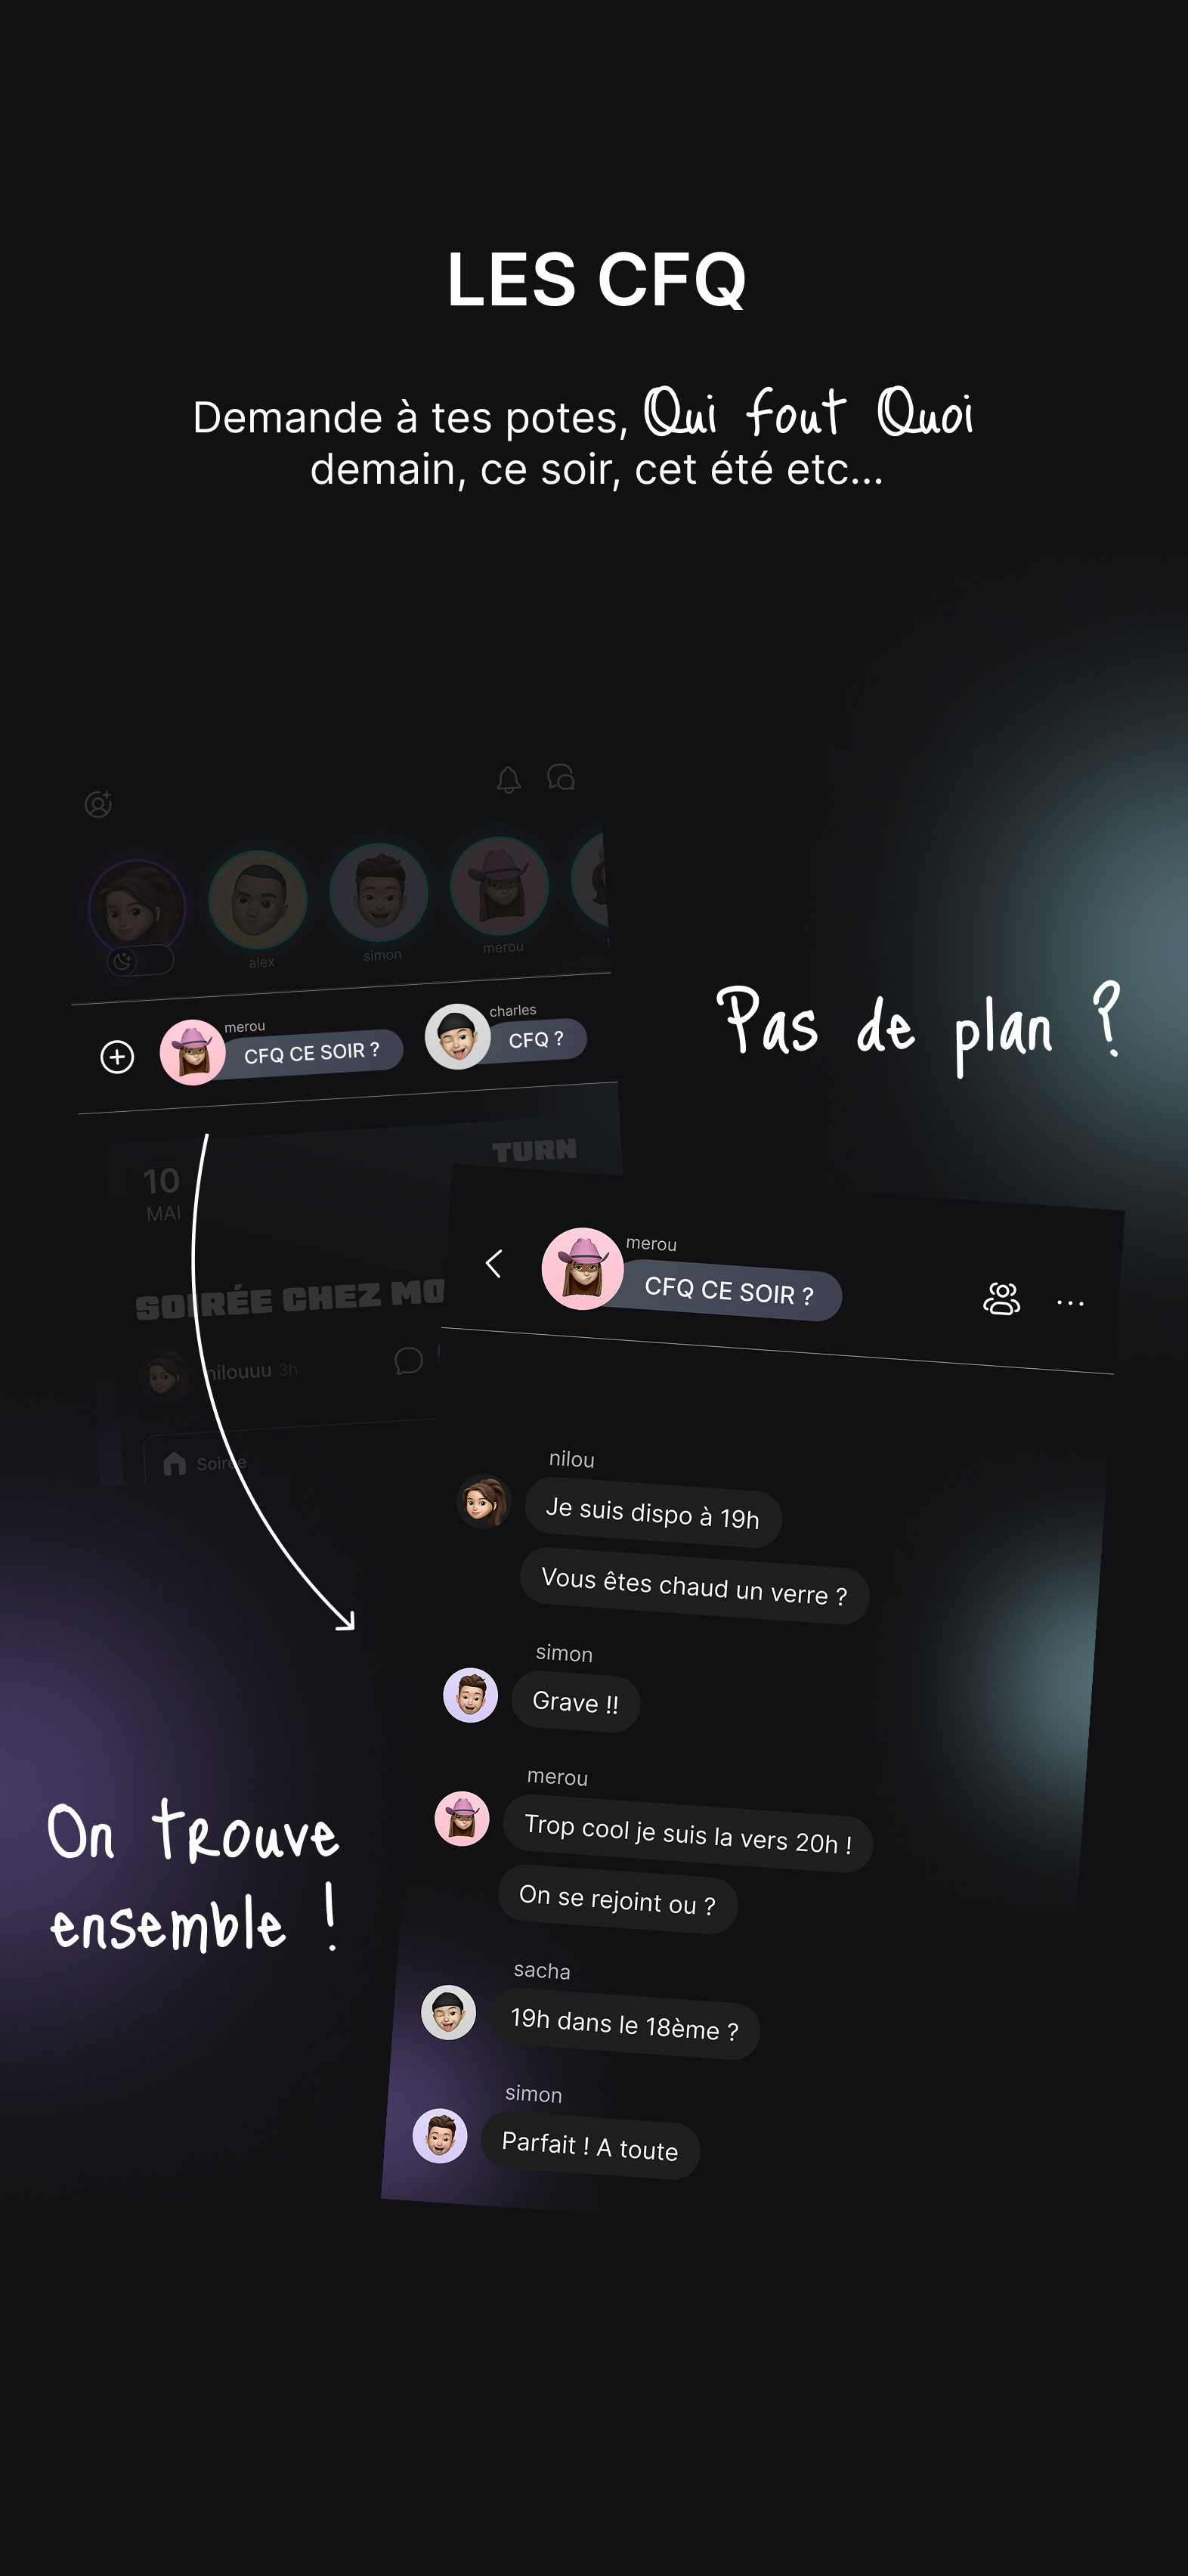 LES CFQ
Demande à tes potes, Qui fout Quoi
demain, ce soir, cet été etc...
alex
simon
merou
merou
CFQ CE SOIR ?
charles
CFQ ?
Pas de plan ?
TURN
10
MAI
SOIRÉE CHEZ MO
nilouuu 3h
Soirée
merou
CFQ CE SOIR ?
nilou
Je suis dispo à 19h
Vous êtes chaud un verre ?
simon
Grave !!
merou
Trop cool je suis la vers 20h !
On se rejoint ou ?
On trouve
ensemble !
sacha
19h dans le 18ème ?
simon
Parfait ! A toute